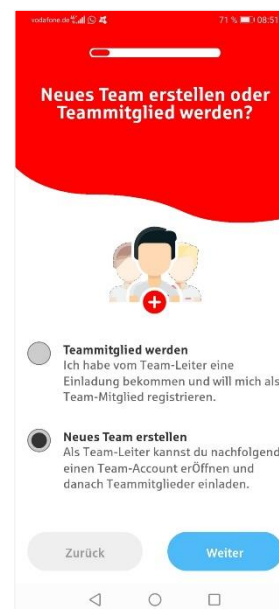 vodefone.de
71 % 08:51
Neues Team erstellen oder
Teammitglied werden?
Teammitglied werden
Ich habe vom Team-Leiter eine
Einladung bekommen und will mich als
Team-Mitglied registrieren.
Neues Team erstellen
Als Team-Leiter kannst du nachfolgend
einen Team-Account erÖffnen und
danach Teammitglieder einladen.
Zurück
Weiter